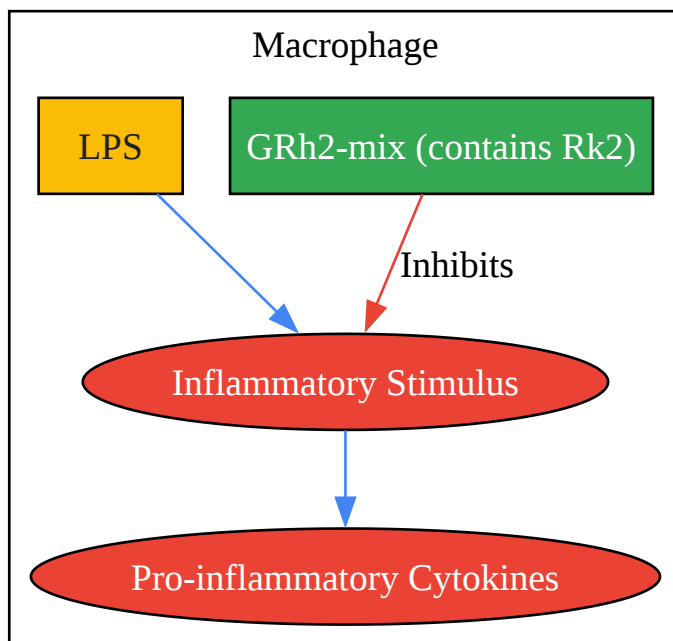 Macrophage
LPS
GRh2-mix (contains Rk2)
Inhibits
Inflammatory Stimulus
Pro-inflammatory Cytokines